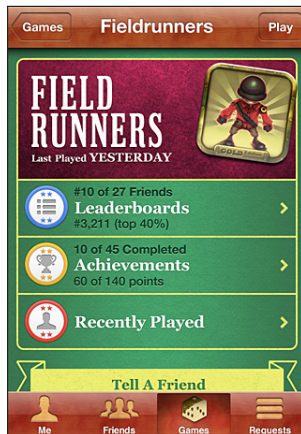 Games
Fieldrunners
Play
FIELD
RUNNERS
Last Played YESTERDAY
GOLD
#10 of 27 Friends
Leaderboards
#3,211 (top 40%)
10 of 45 Completed
Achievements
60 of 140 points
Recently Played
Tell A Friend
Me
Friends
Games
Requests